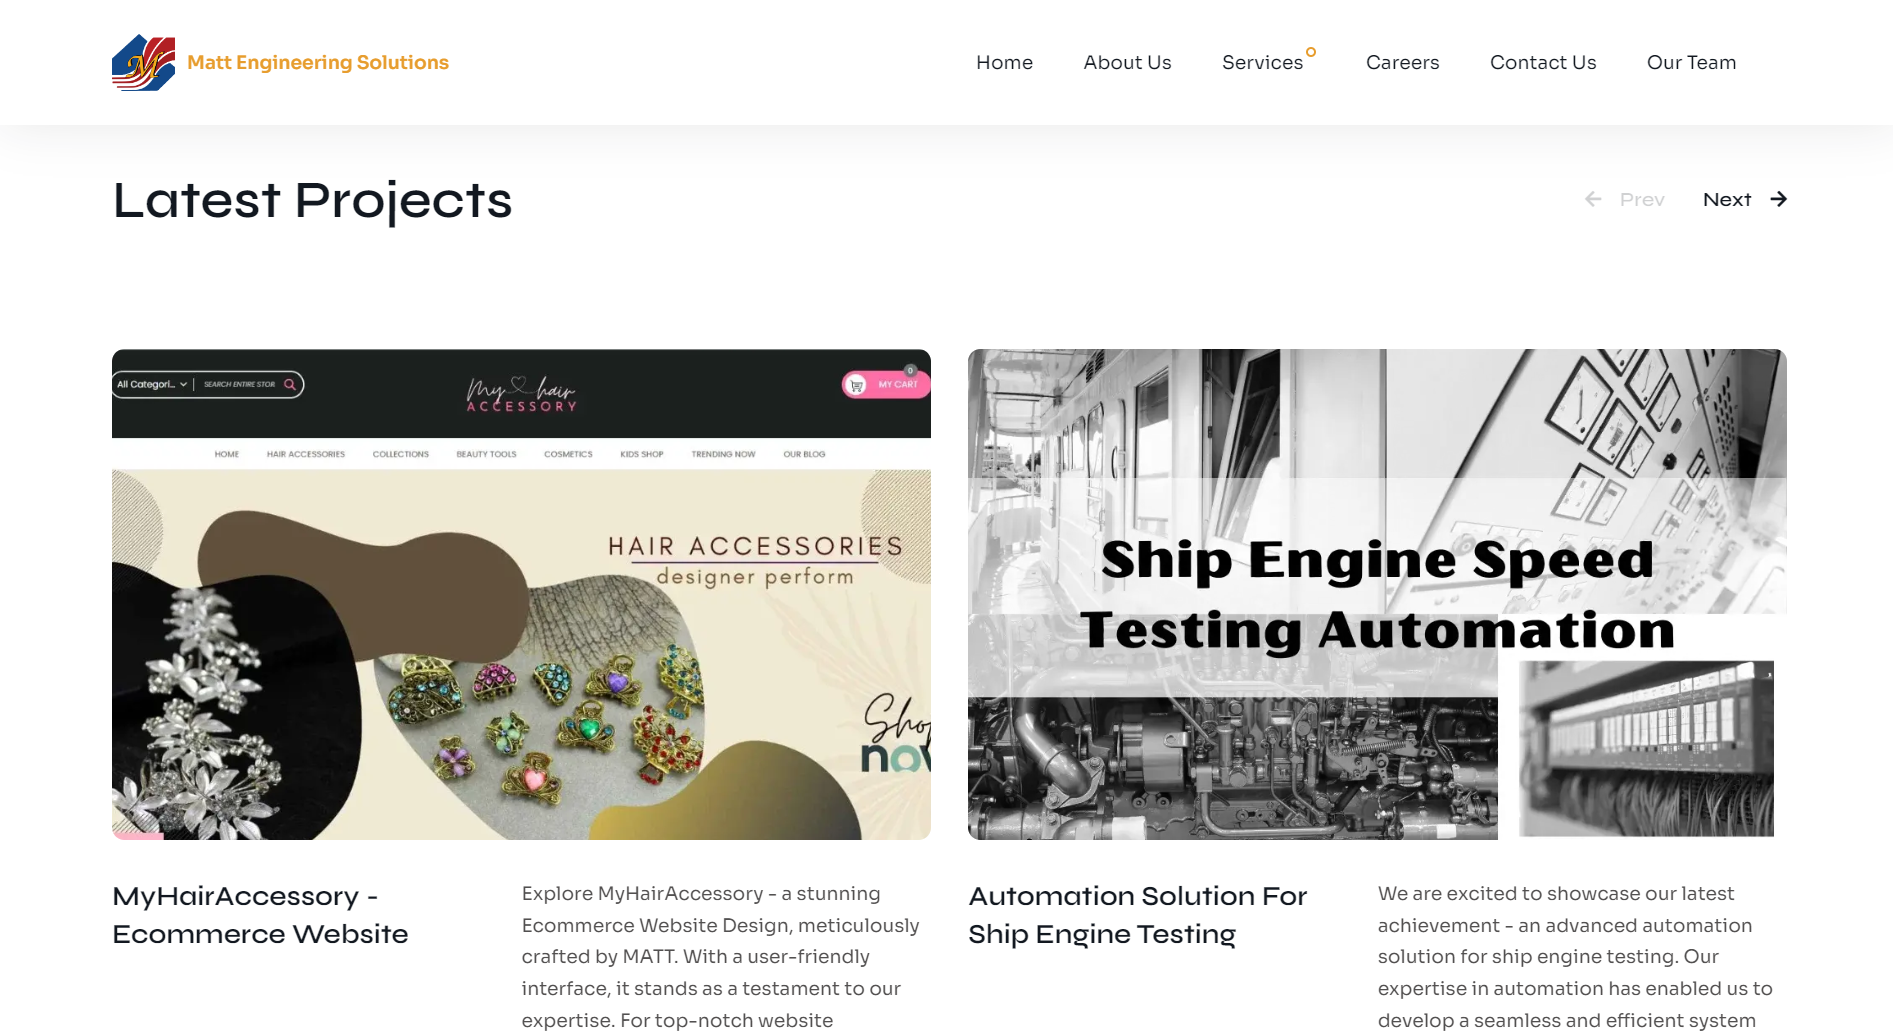 M
Matt Engineering Solutions
Home
About Us
Services
Careers
Contact Us
Our Team
Latest Projects
Prev
Next
All Categori...
SEARCH ENTIRE STOR
My hair
ACCESSORY
0
MY CART
HOME
HAIR ACCESSORIES
COLLECTIONS
BEAUTY TOOLS
COSMETICS
KIDS SHOP
TRENDING NOW
OUR BLOG
HAIR ACCESSORIES
designer perform
Sho
nov
Ship Engine Speed
Testing Automation
MyHairAccessory -
Ecommerce Website
Explore MyHairAccessory - a stunning
Ecommerce Website Design, meticulously
crafted by MATT. With a user-friendly
interface, it stands as a testament to our
expertise. For top-notch website
Automation Solution For
Ship Engine Testing
We are excited to showcase our latest
achievement - an advanced automation
solution for ship engine testing. Our
expertise in automation has enabled us to
develop a seamless and efficient system